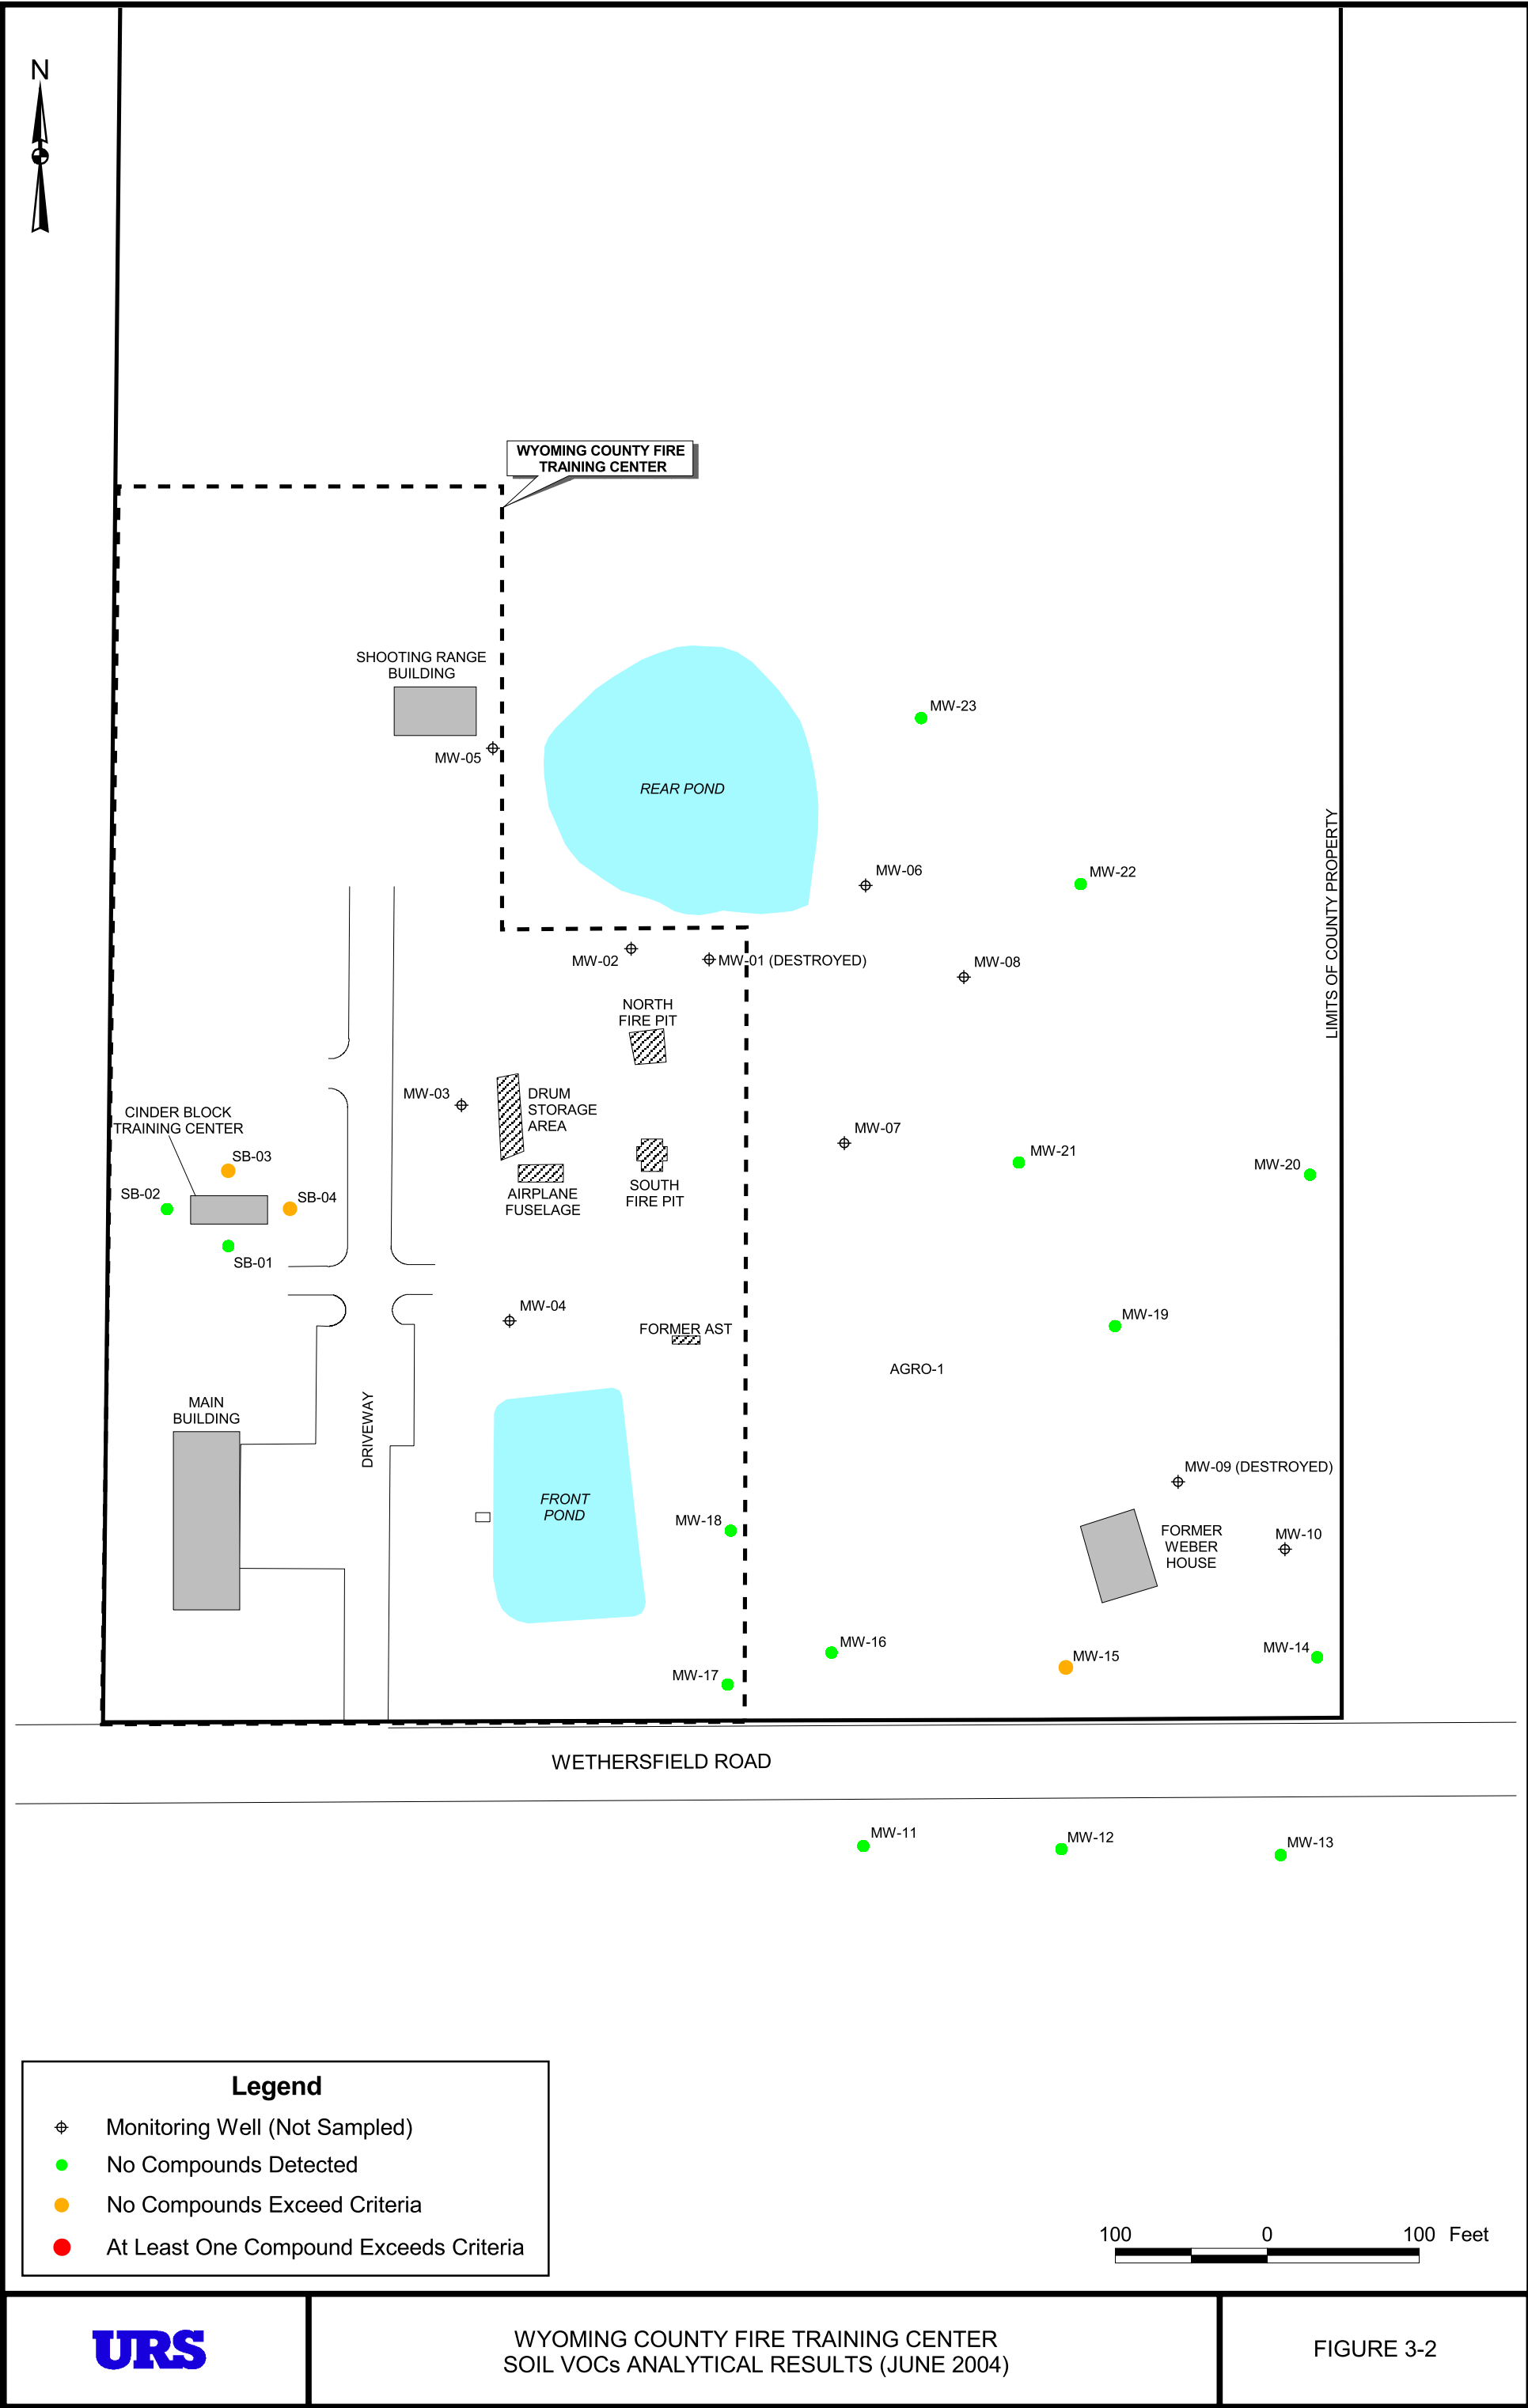 N
WYOMING COUNTY FIRE
TRAINING CENTER
SHOOTING RANGE
BUILDING
MW-05
REAR POND
MW-23
MW-06
MW-22
MW-02
MW-01 (DESTROYED)
MW-08
LIMITS OF COUNTY PROPERTY
NORTH
FIRE PIT
MW-03
DRUM
STORAGE
AREA
CINDER BLOCK
TRAINING CENTER
SB-03
SB-02
SB-04
SB-01
AIRPLANE
FUSELAGE
SOUTH
FIRE PIT
MW-07
MW-21
MW-20
MW-04
FORMER AST
MW-19
AGRO-1
MAIN
BUILDING
DRIVEWAY
FRONT
POND
MW-18
MW-09 (DESTROYED)
FORMER
WEBER
HOUSE
MW-10
MW-16
MW-17
MW-15
MW-14
WETHERSFIELD ROAD
MW-11
MW-12
MW-13
Legend
Monitoring Well (Not Sampled)
No Compounds Detected
No Compounds Exceed Criteria
At Least One Compound Exceeds Criteria
100 0 100 Feet
URS
WYOMING COUNTY FIRE TRAINING CENTER
SOIL VOCs ANALYTICAL RESULTS (JUNE 2004)
FIGURE 3-2